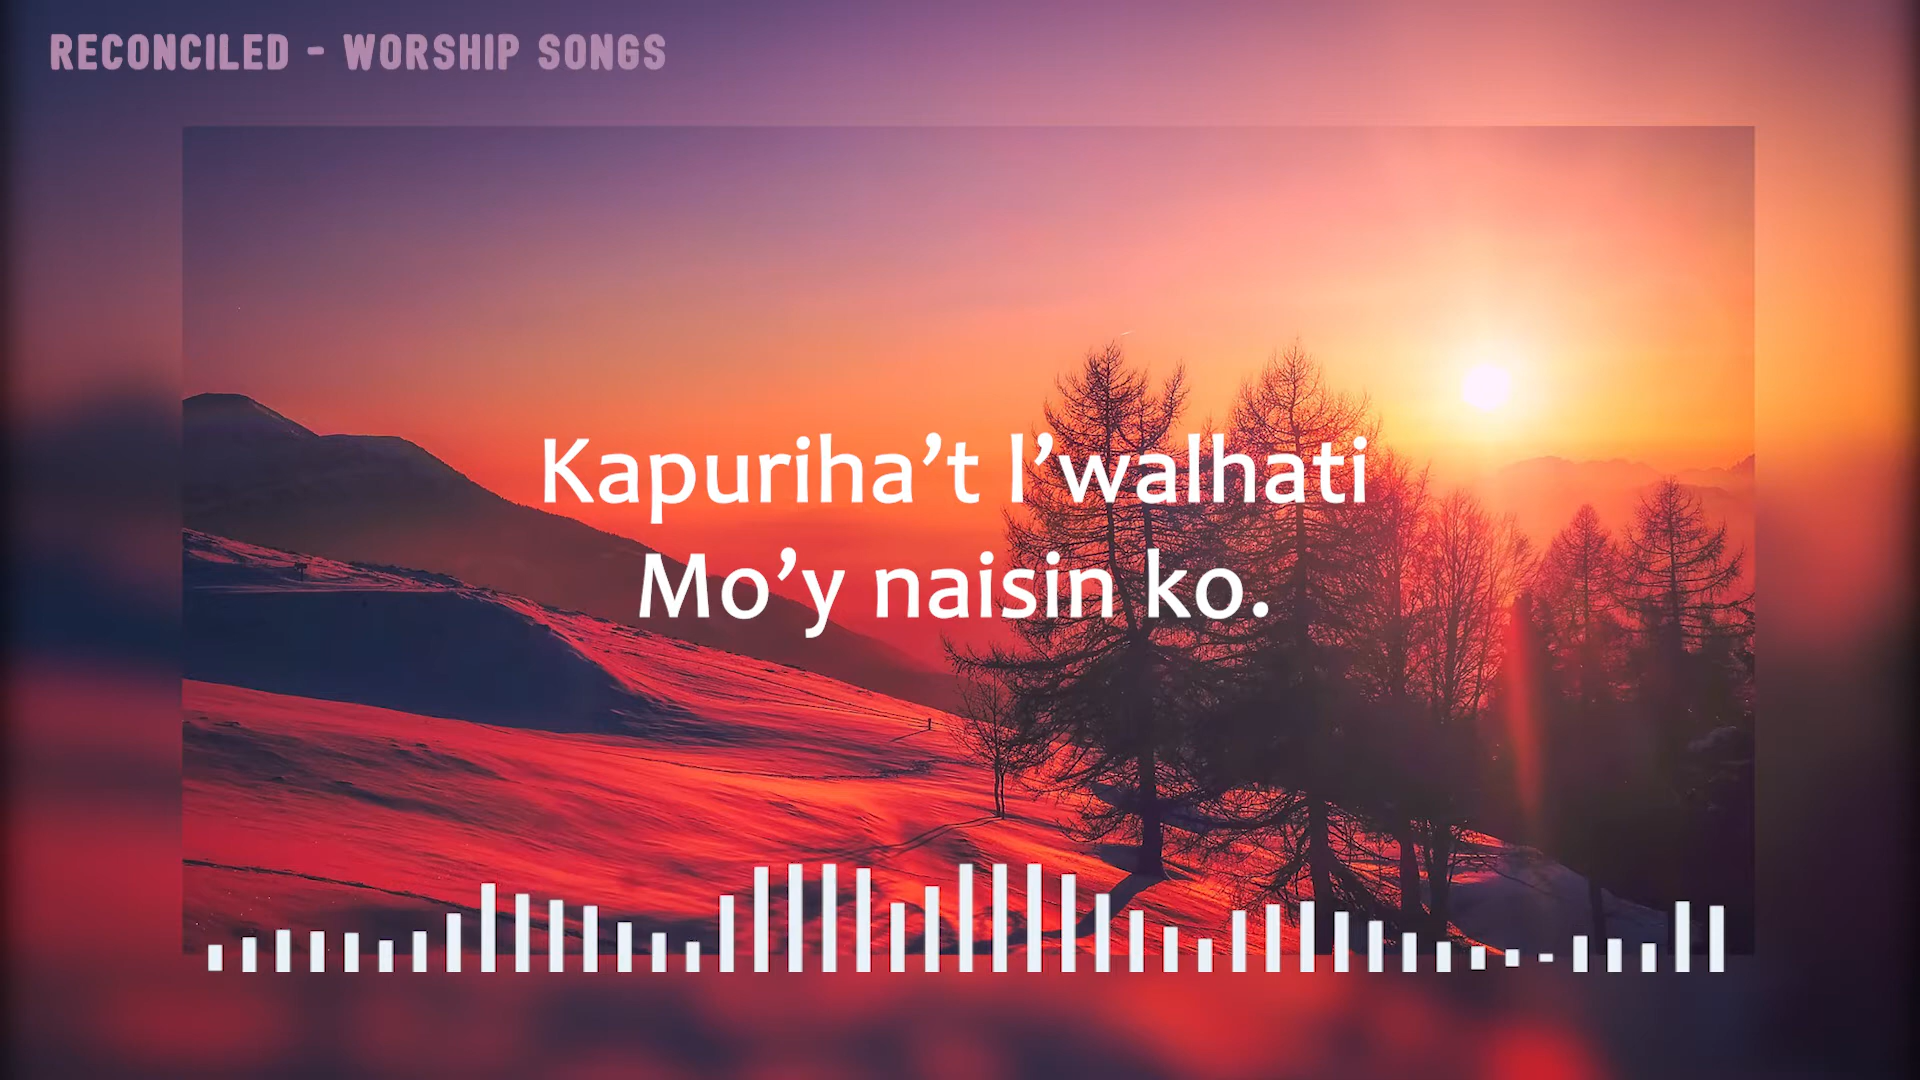 RECONCILED - WORSHIP SONGS
Kapuriha’t l’walhati
Mo’y naisin ko.